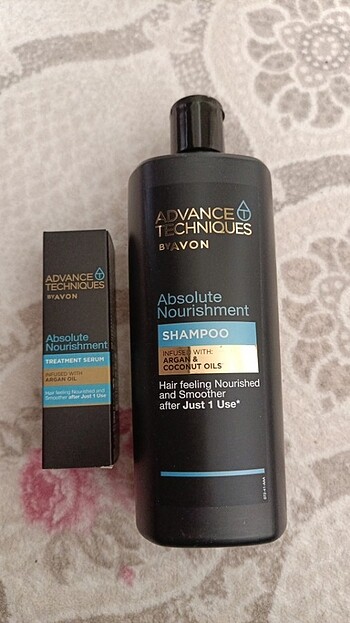 ADVANCE
TECHNIQUES
BY AVON
Absolute
Nourishment
TREATMENT SERUM
INFUSED WITH
ARGAN OIL
Hair feeling Nourished and
Smoother after Just 1 Use
ADVANCE
TECHNIQUES
BY AVON
Absolute
Nourishment
SHAMPOO
INFUSED WITH:
ARGAN &
COCONUT OILS
Hair feeling Nourished
and Smoother
after Just 1 Use*